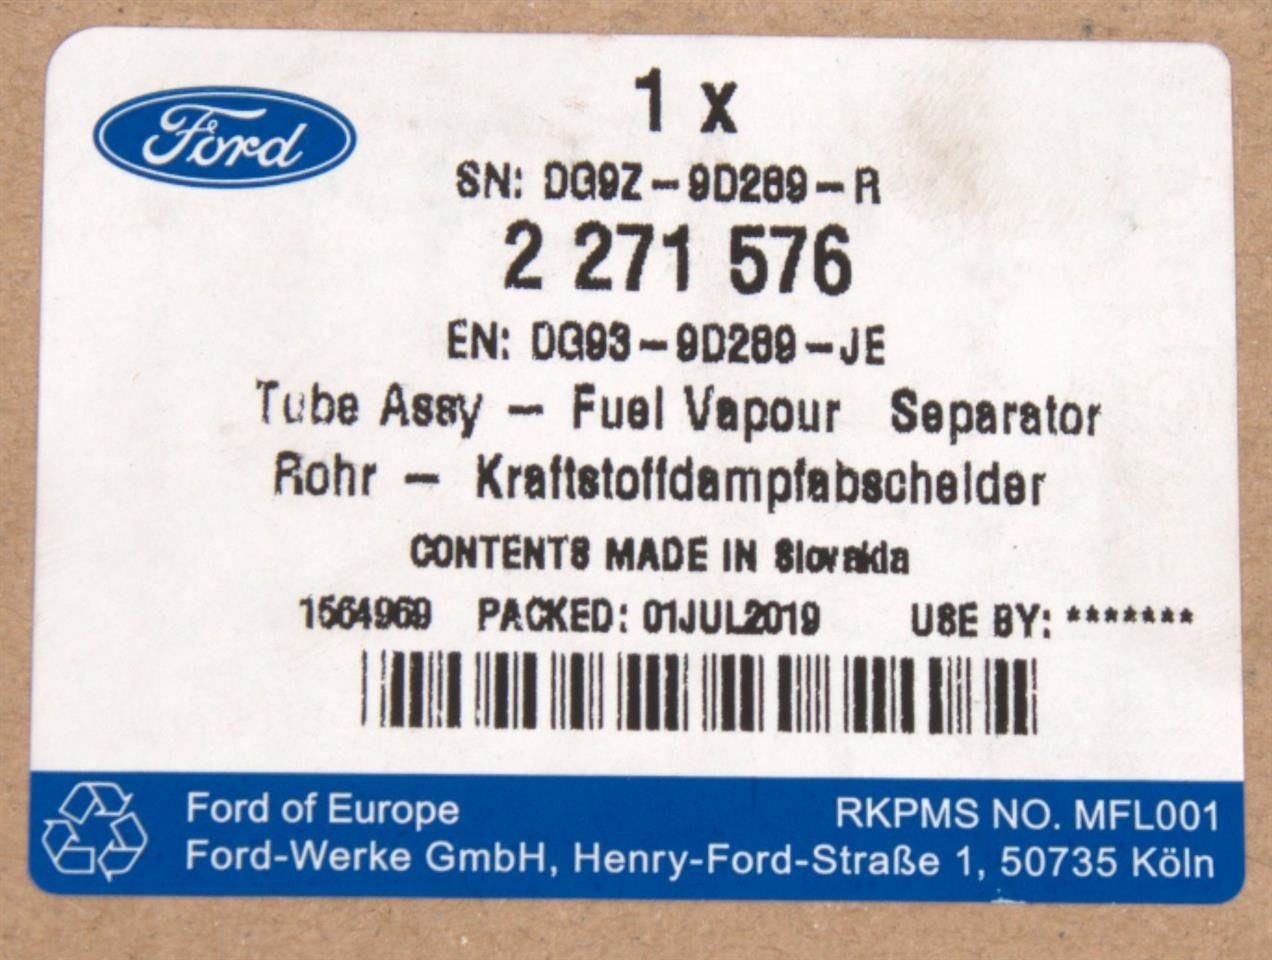 Ford
1 x
SN: DG9Z-9D289-R
2 271 576
EN: DG93-9D289-JE
Tube Assy - Fuel Vapour Separator
Rohr - Kraftstoffdampfabscheider
CONTENTS MADE IN Slovakia
1564969 PACKED: 01JUL2019 USE BY: *******
Ford of Europe RKPMS NO. MFL001
Ford-Werke GmbH, Henry-Ford-Straße 1, 50735 Köln